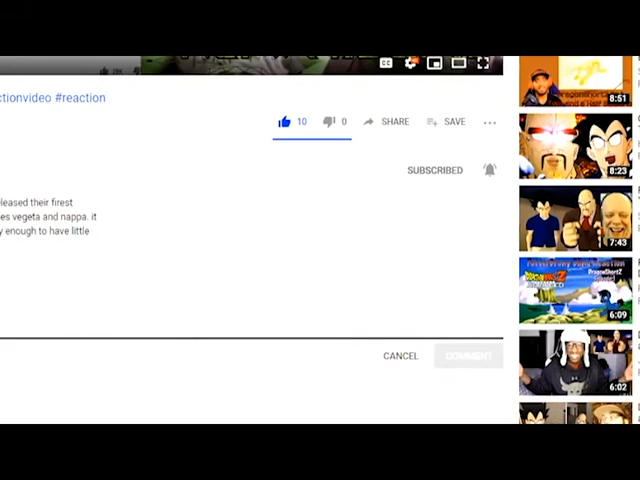 ctionvideo #reaction
10
0
SHARE
SAVE
SUBSCRIBED
leased their firest
es vegeta and nappa. it
y enough to have little
CANCEL
COMMENT
8:51
8:23
7:43
6:09
6:02